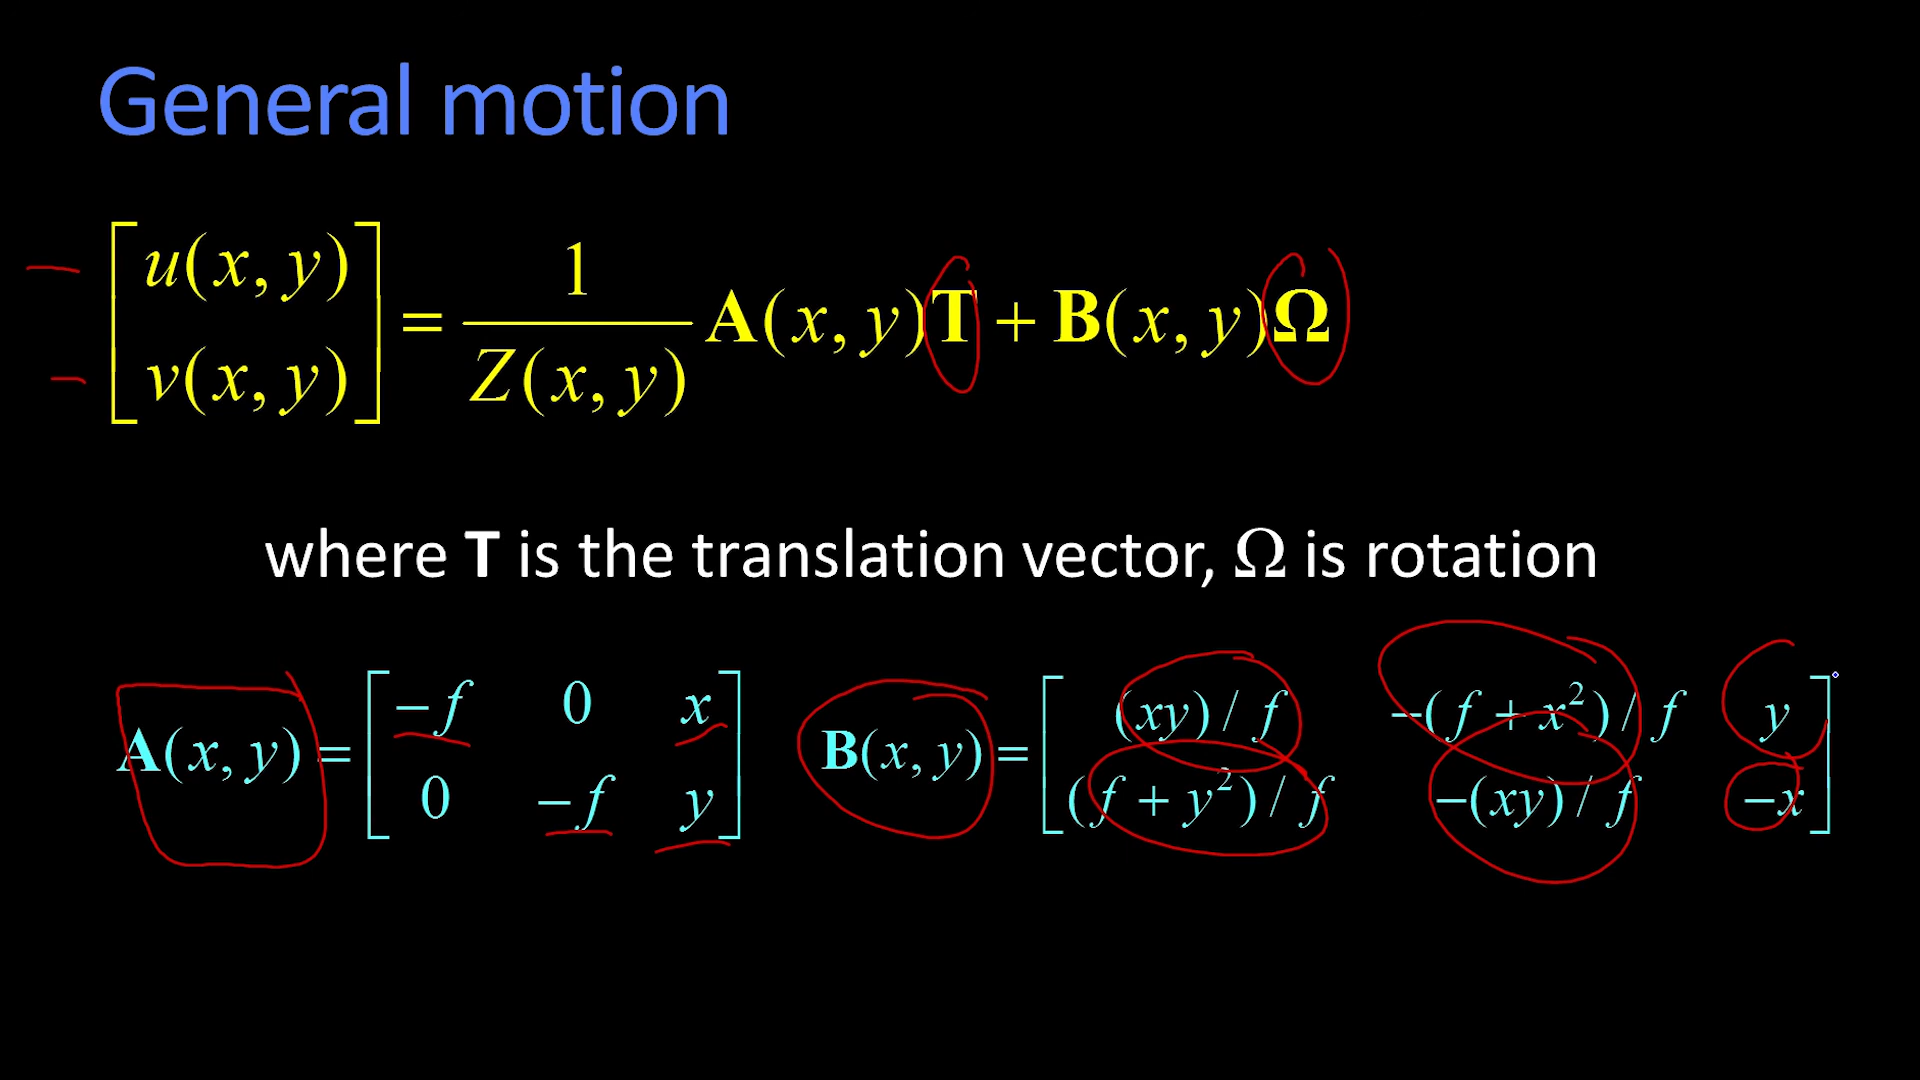 General motion
[u(x, y) v(x, y)] = 1 / Z(x, y) A(x, y)T + B(x, y)Ω
where T is the translation vector, Ω is rotation
A(x, y) = [−f 0 x; 0 −f y] B(x, y) = [(xy) / f −(f + x²) / f y; (f + y²) / f −(xy) / f −x]